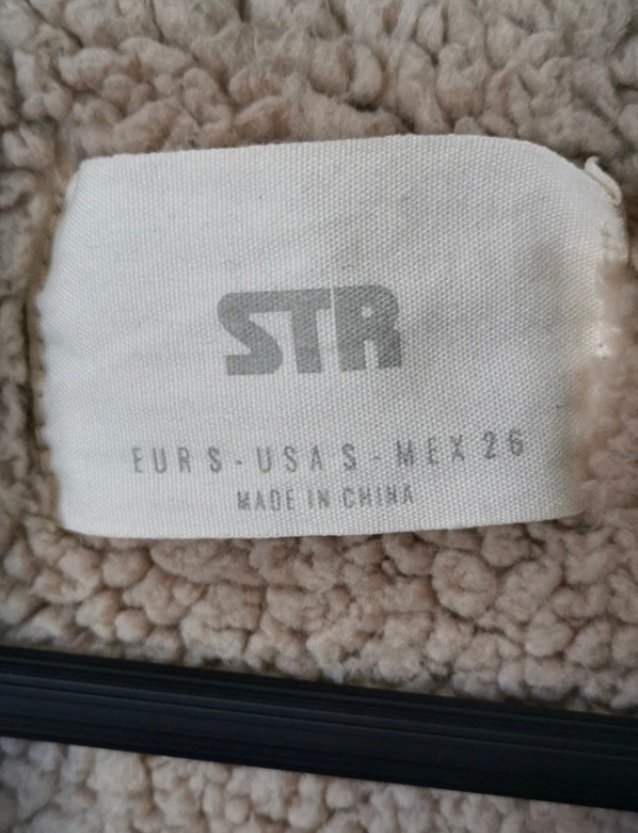 STR
EUR S - USA S - MEX 26
MADE IN CHINA